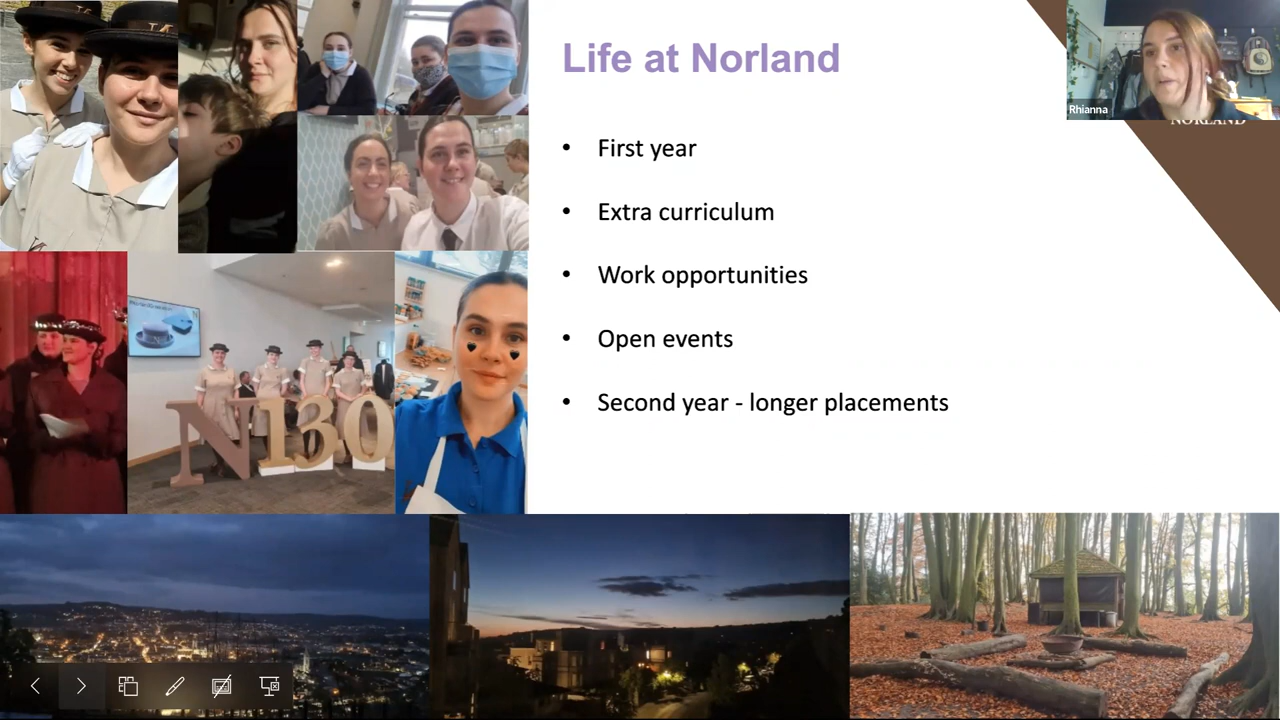 Life at Norland
Rhianna
NORLAND
• First year
• Extra curriculum
• Work opportunities
• Open events
• Second year - longer placements
N130